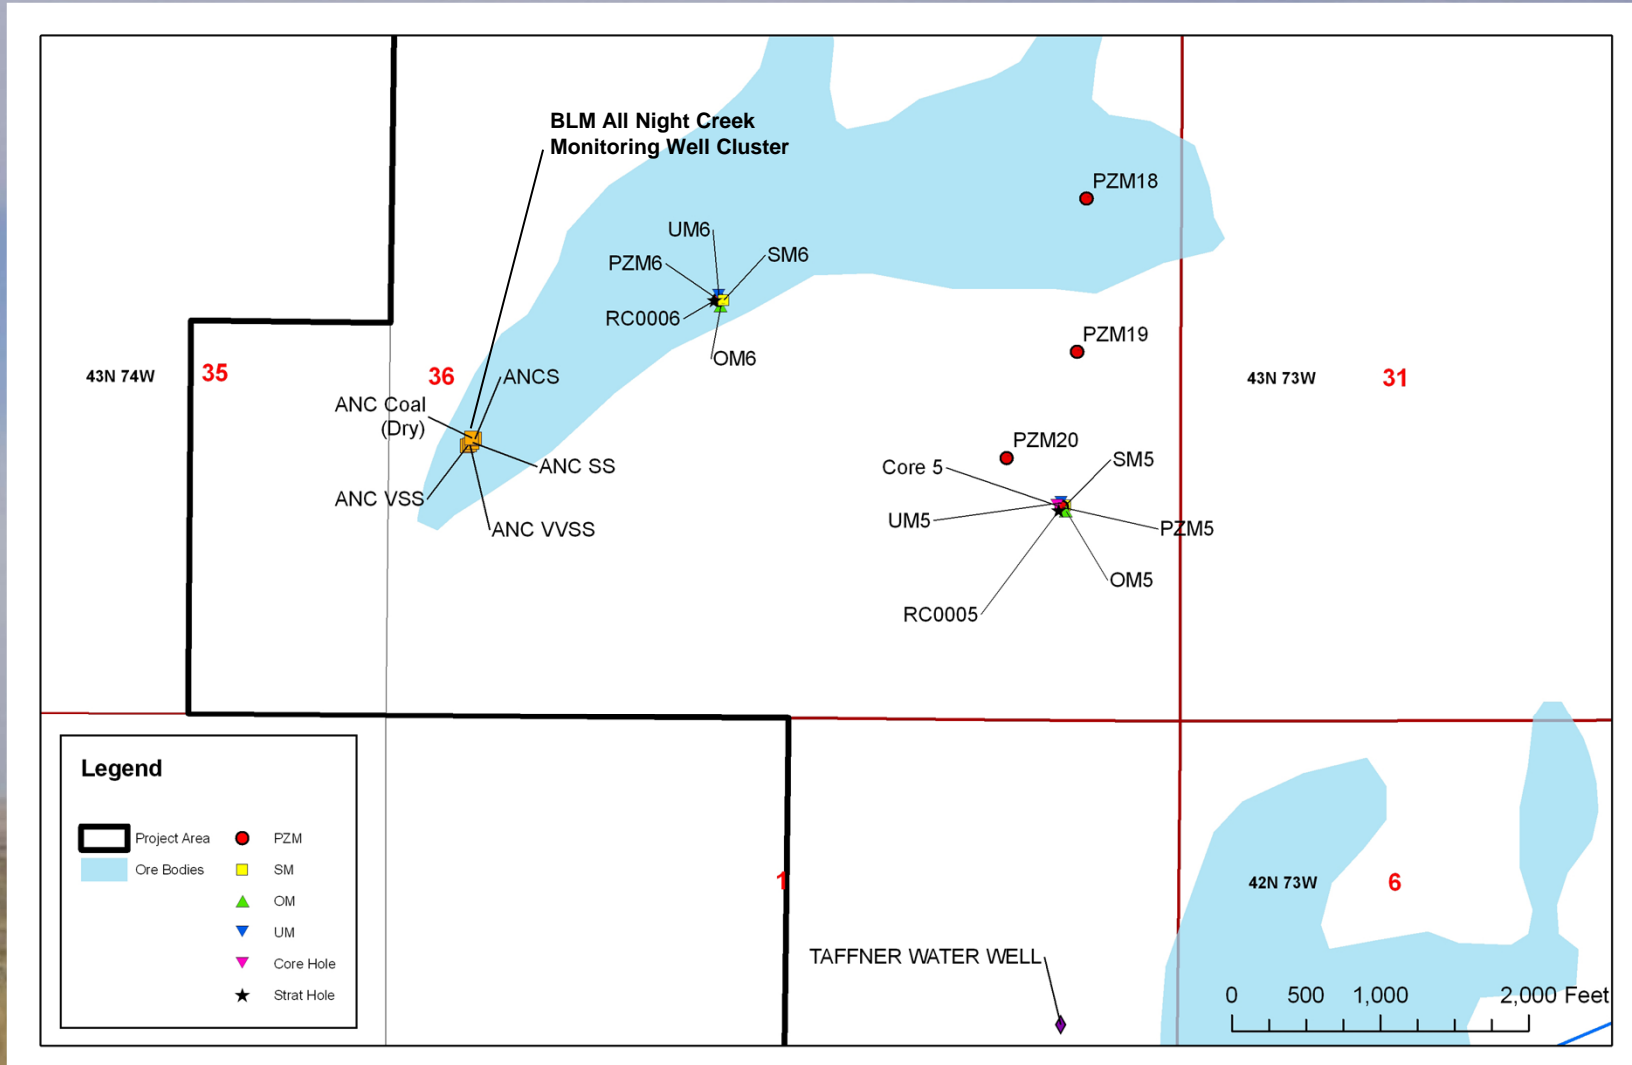 BLM All Night Creek
Monitoring Well Cluster
PZM18
UM6
SM6
PZM6
RC0006
OM6
PZM19
43N 74W
35
36
ANCS
43N 73W
31
ANC Coal
(Dry)
PZM20
ANC SS
Core 5
SM5
ANC VSS
ANC VVSS
UM5
PZM5
OM5
RC0005
Legend
Project Area
PZM
Ore Bodies
SM
OM
UM
Core Hole
Strat Hole
1
42N 73W
6
TAFFNER WATER WELL
0 500 1,000 2,000 Feet